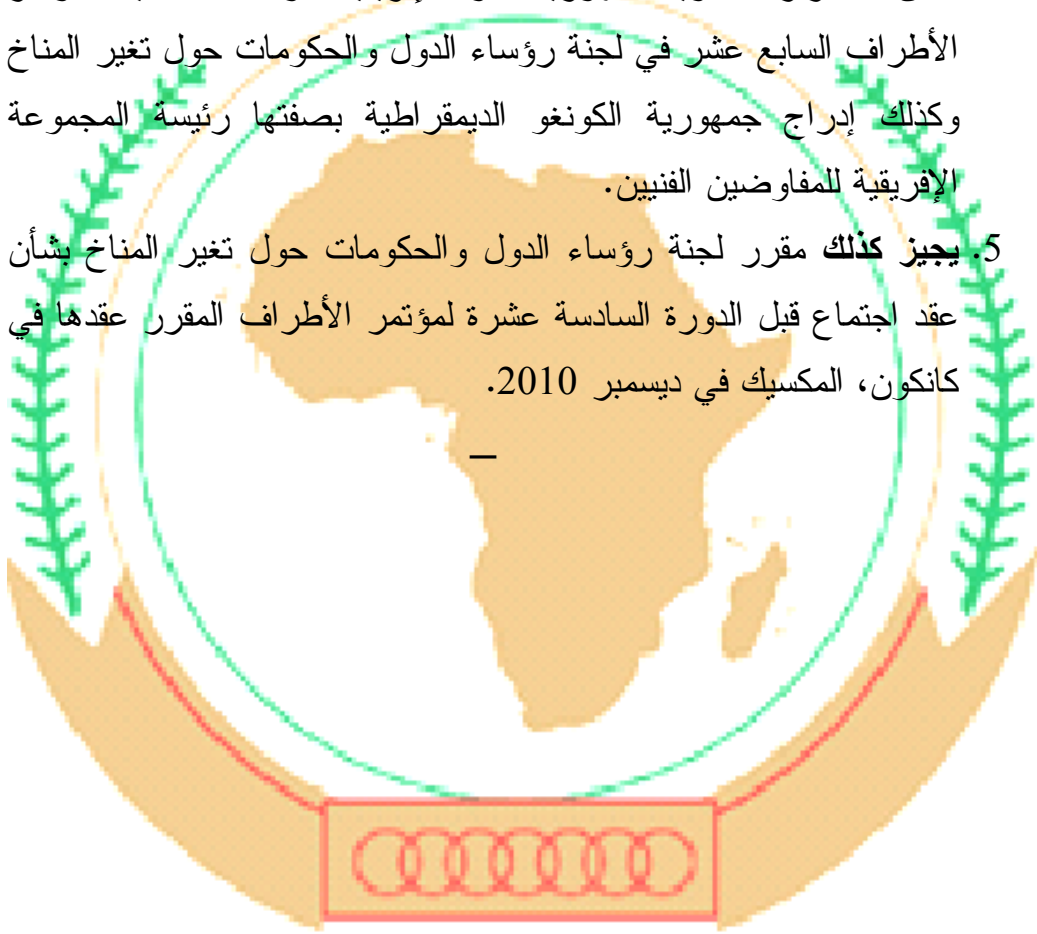 الأطراف السابع عشر في لجنة رؤساء الدول والحكومات حول تغير المناخ
وكذلك إدراج جمهورية الكونغو الديمقراطية بصفتها رئيسة المجموعة
الإفريقية للمفاوضين الفنيين.
5. يجيز كذلك مقرر لجنة رؤساء الدول والحكومات حول تغير المناخ بشأن
عقد اجتماع قبل الدورة السادسة عشرة لمؤتمر الأطراف المقرر عقدها في
كانكون، المكسيك في ديسمبر 2010.